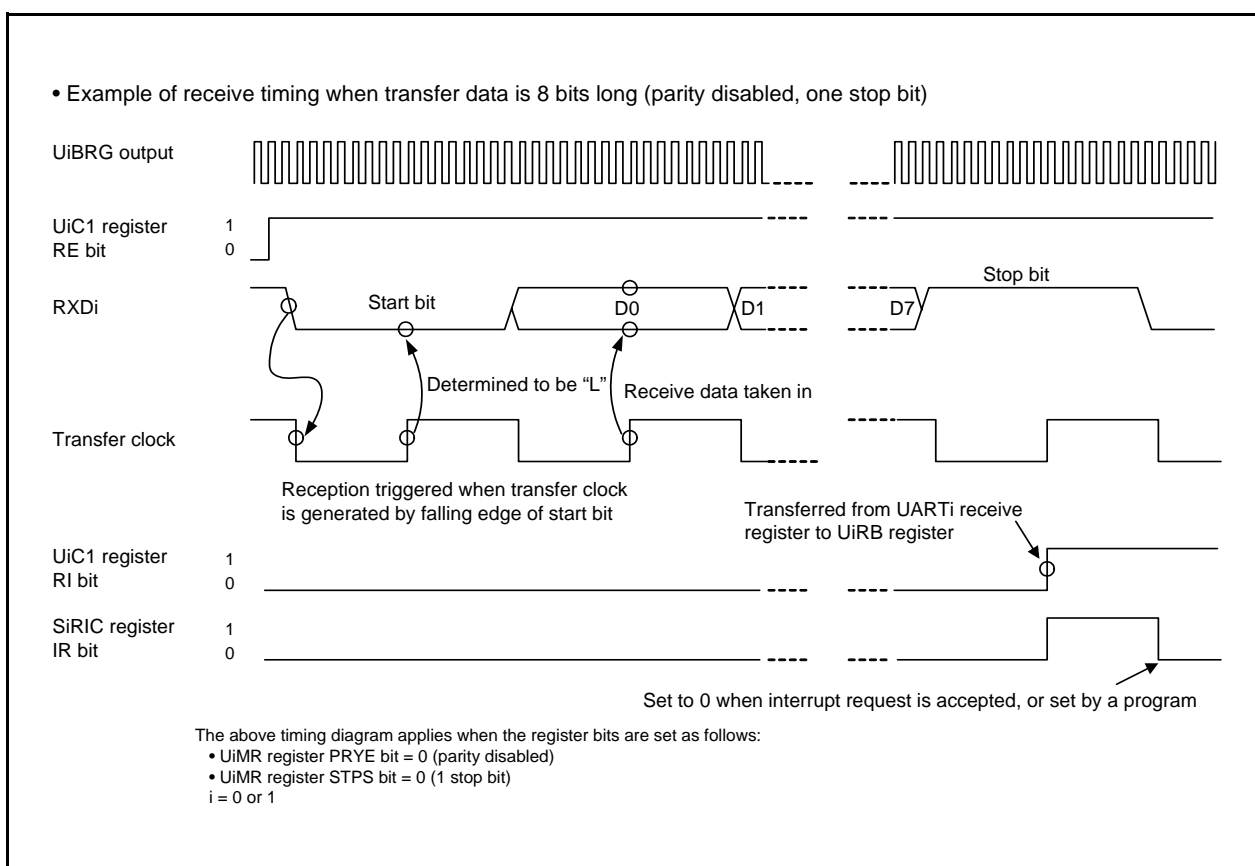 • Example of receive timing when transfer data is 8 bits long (parity disabled, one stop bit)
UiBRG output
UiC1 register
RE bit
1
0
RXDi
Start bit
D0
D1
D7
Stop bit
Determined to be “L”
Receive data taken in
Transfer clock
Reception triggered when transfer clock
is generated by falling edge of start bit
Transferred from UARTi receive
register to UiRB register
UiC1 register
RI bit
1
0
SiRIC register
IR bit
1
0
Set to 0 when interrupt request is accepted, or set by a program
The above timing diagram applies when the register bits are set as follows:
• UiMR register PRYE bit = 0 (parity disabled)
• UiMR register STPS bit = 0 (1 stop bit)
i = 0 or 1